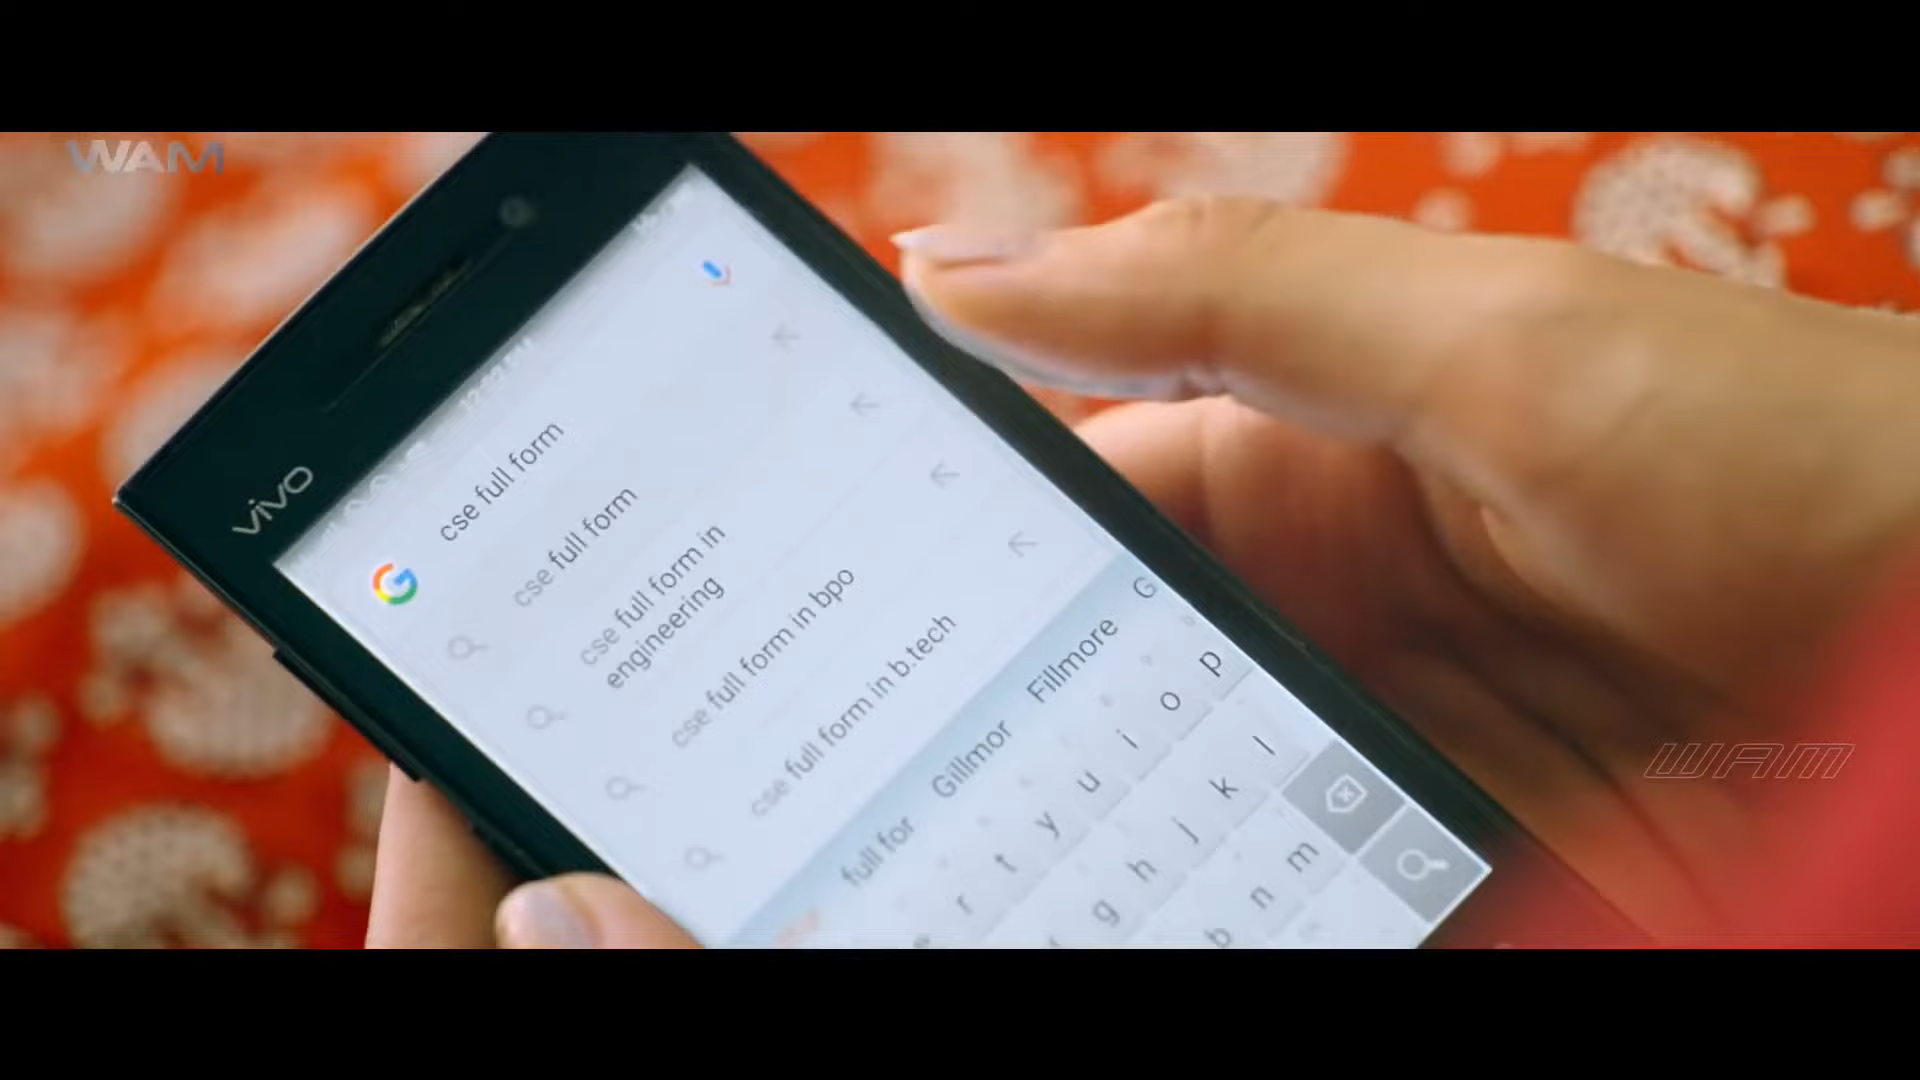 WAM
vivo
cse full form
cse full form
cse full form in
engineering
cse full form in bpo
cse full form in b.tech
full for Gillmor Fillmore G
r t y u i o p
g h j k l
b n m
WAM